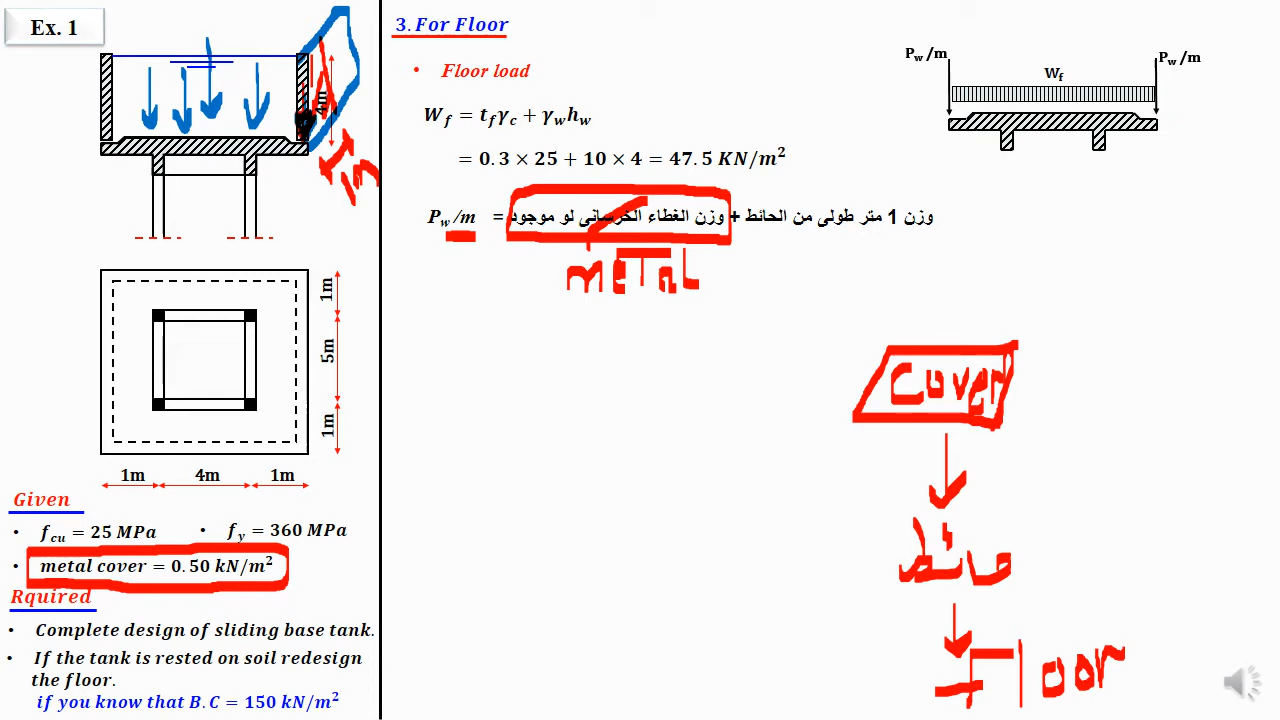 Ex. 1
4m
1m
1m
5m
1m
1m 4m 1m
Given
• fcu = 25 MPa • fy = 360 MPa
• metal cover = 0.50 kN/m²
Rquired
• Complete design of sliding base tank.
• If the tank is rested on soil redesign
the floor.
if you know that B.C = 150 kN/m²
3. For Floor
• Floor load
W_f = t_f γ_c + γ_w h_w
= 0.3 × 25 + 10 × 4 = 47.5 KN/m²
P_w/m = وزن 1 متر طولى من الحائط + وزن الغطاء الخرسانى لو موجود
METAL
P_w/m W_f P_w/m
Cover
حائط
Floor